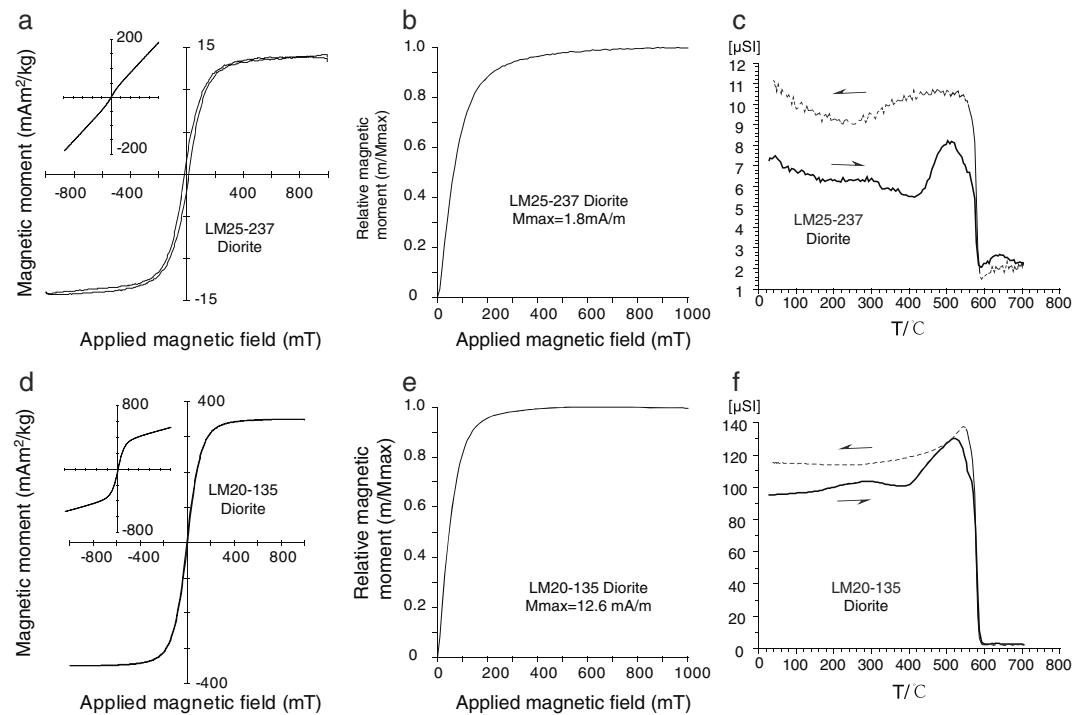 a
Magnetic moment (mAm²/kg)
200
-200
15
-15
-800
-400
400
800
LM25-237
Diorite
Applied magnetic field (mT)
b
Relative magnetic
moment (m/Mmax)
1.0
0.8
0.6
0.4
0.2
0
LM25-237 Diorite
Mmax=1.8mA/m
0 200 400 600 800 1000
Applied magnetic field (mT)
c
[µSI]
12
11
10
9
8
7
6
5
4
3
2
1
LM25-237
Diorite
0 100 200 300 400 500 600 700 800
T/℃
d
Magnetic moment (mAm²/kg)
800
-800
400
-400
-800
-400
400
800
LM20-135
Diorite
Applied magnetic field (mT)
e
Relative magnetic
moment (m/Mmax)
1.0
0.8
0.6
0.4
0.2
0
LM20-135 Diorite
Mmax=12.6 mA/m
0 200 400 600 800 1000
Applied magnetic field (mT)
f
[µSI]
140
120
100
80
60
40
20
0
LM20-135
Diorite
0 100 200 300 400 500 600 700 800
T/℃